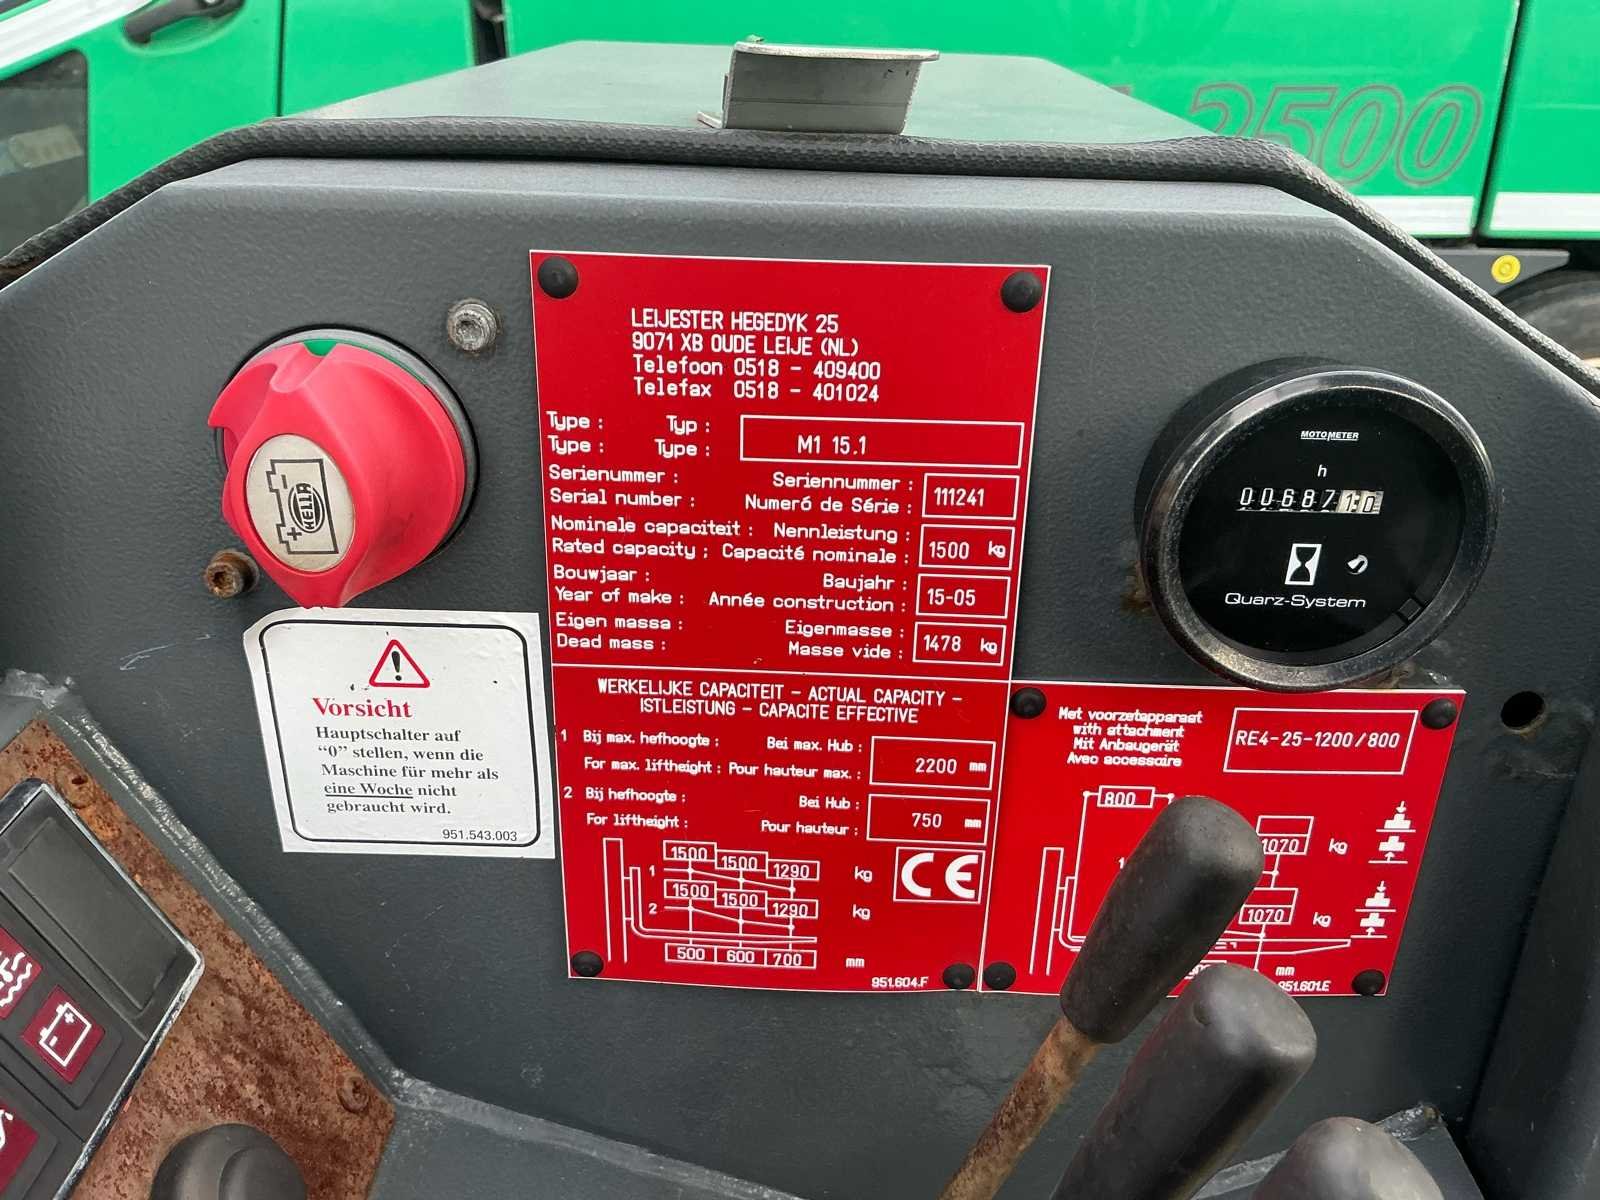 2500
LEIJESTER HEGEDYK 25
9071 XB OUDE LEIJE (NL)
Telefoon 0518 - 409400
Telefax 0518 - 401024
Type : Typ :
Type : Type :
M1 15.1
Serienummer : Seriennummer :
Serial number : Numeró de Série :
111241
Nominale capaciteit : Nennleistung :
Rated capacity : Capacité nominale :
1500 kg
Bouwjaar : Baujahr :
Year of make : Année construction :
15-05
Eigen massa : Eigenmasse :
Dead mass : Masse vide :
1478 kg
WERKELIJKE CAPACITEIT - ACTUAL CAPACITY -
ISTLEISTUNG - CAPACITE EFFECTIVE
1 Bij max. hefhoogte : Bei max. Hub :
For max. liftheight : Pour hauteur max. :
2200 mm
2 Bij hefhoogte : Bei Hub :
For liftheight : Pour hauteur :
750 mm
1500 1500 1290 kg
1
1500 1500 1290 kg
2
500 600 700 mm
CE
951.604.F
Met voorzetapparaat
with attachment
Mit Anbaugerät
Avec accessoire
RE4-25-1200/800
800
1070 kg
1070 kg
mm
951.601.E
MOTOMETER
h
0068710
Quarz-System
HELLA
Vorsicht
Hauptschalter auf
“0” stellen, wenn die
Maschine für mehr als
eine Woche nicht
gebraucht wird.
951.543.003